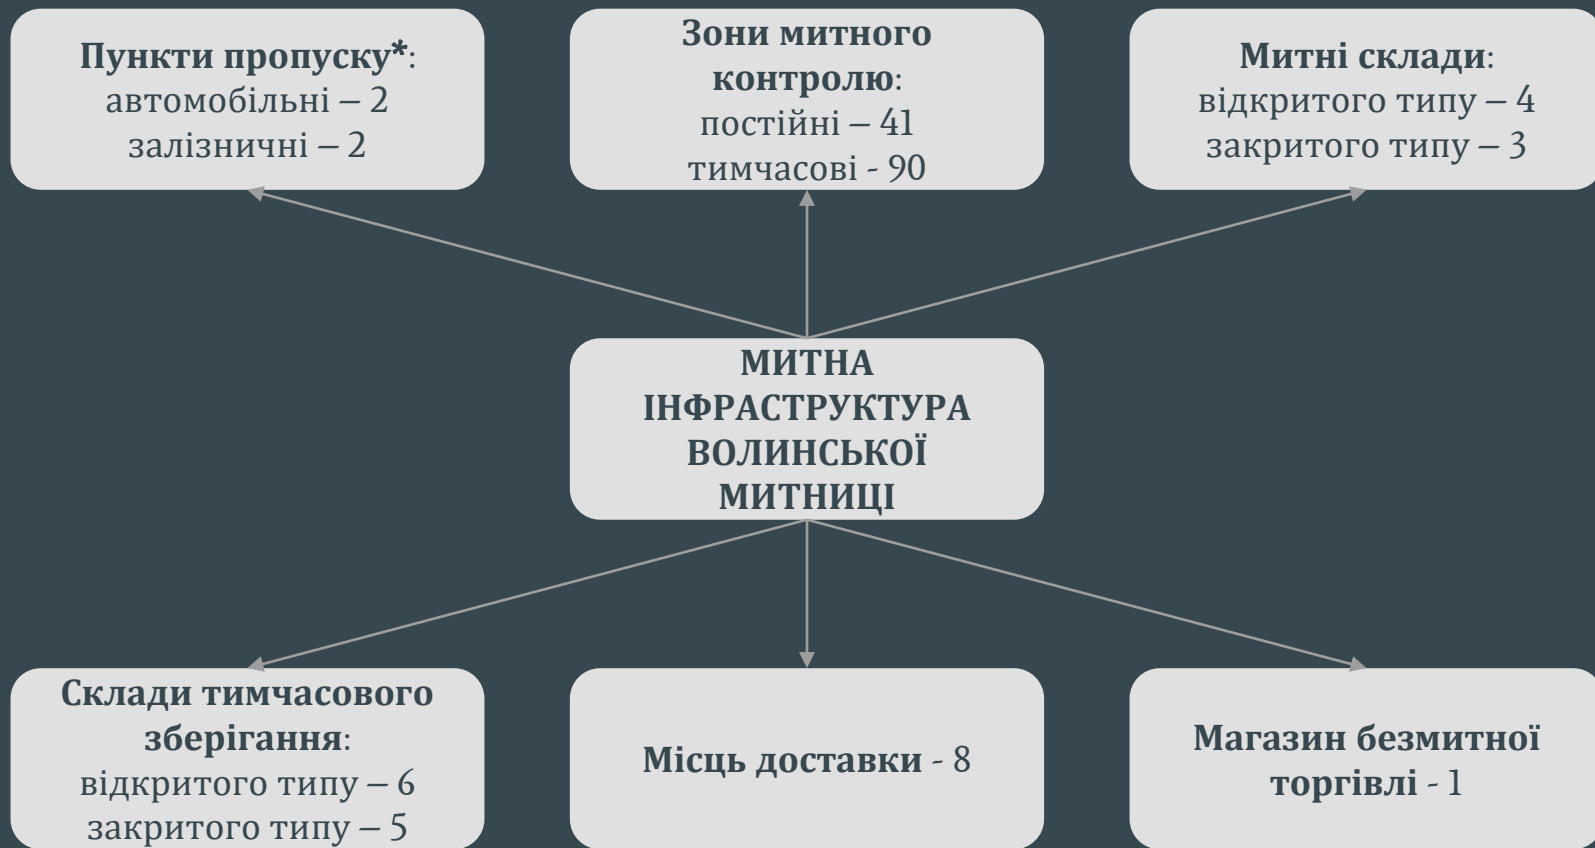 Пункти пропуску*:
автомобільні – 2
залізничні – 2
Зони митного
контролю:
постійні – 41
тимчасові - 90
Митні склади:
відкритого типу – 4
закритого типу – 3
МИТНА
ІНФРАСТРУКТУРА
ВОЛИНСЬКОЇ
МИТНИЦІ
Склади тимчасового
зберігання:
відкритого типу – 6
закритого типу – 5
Місць доставки - 8
Магазин безмитної
торгівлі - 1